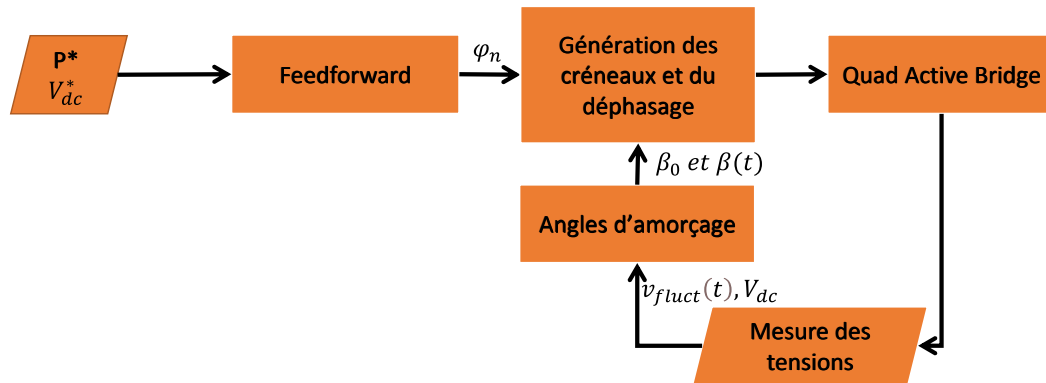 P*
V*dc
Feedforward
φn
Génération des
créneaux et du
déphasage
Quad Active Bridge
β0 et β(t)
Angles d’amorçage
vfluct(t), Vdc
Mesure des
tensions